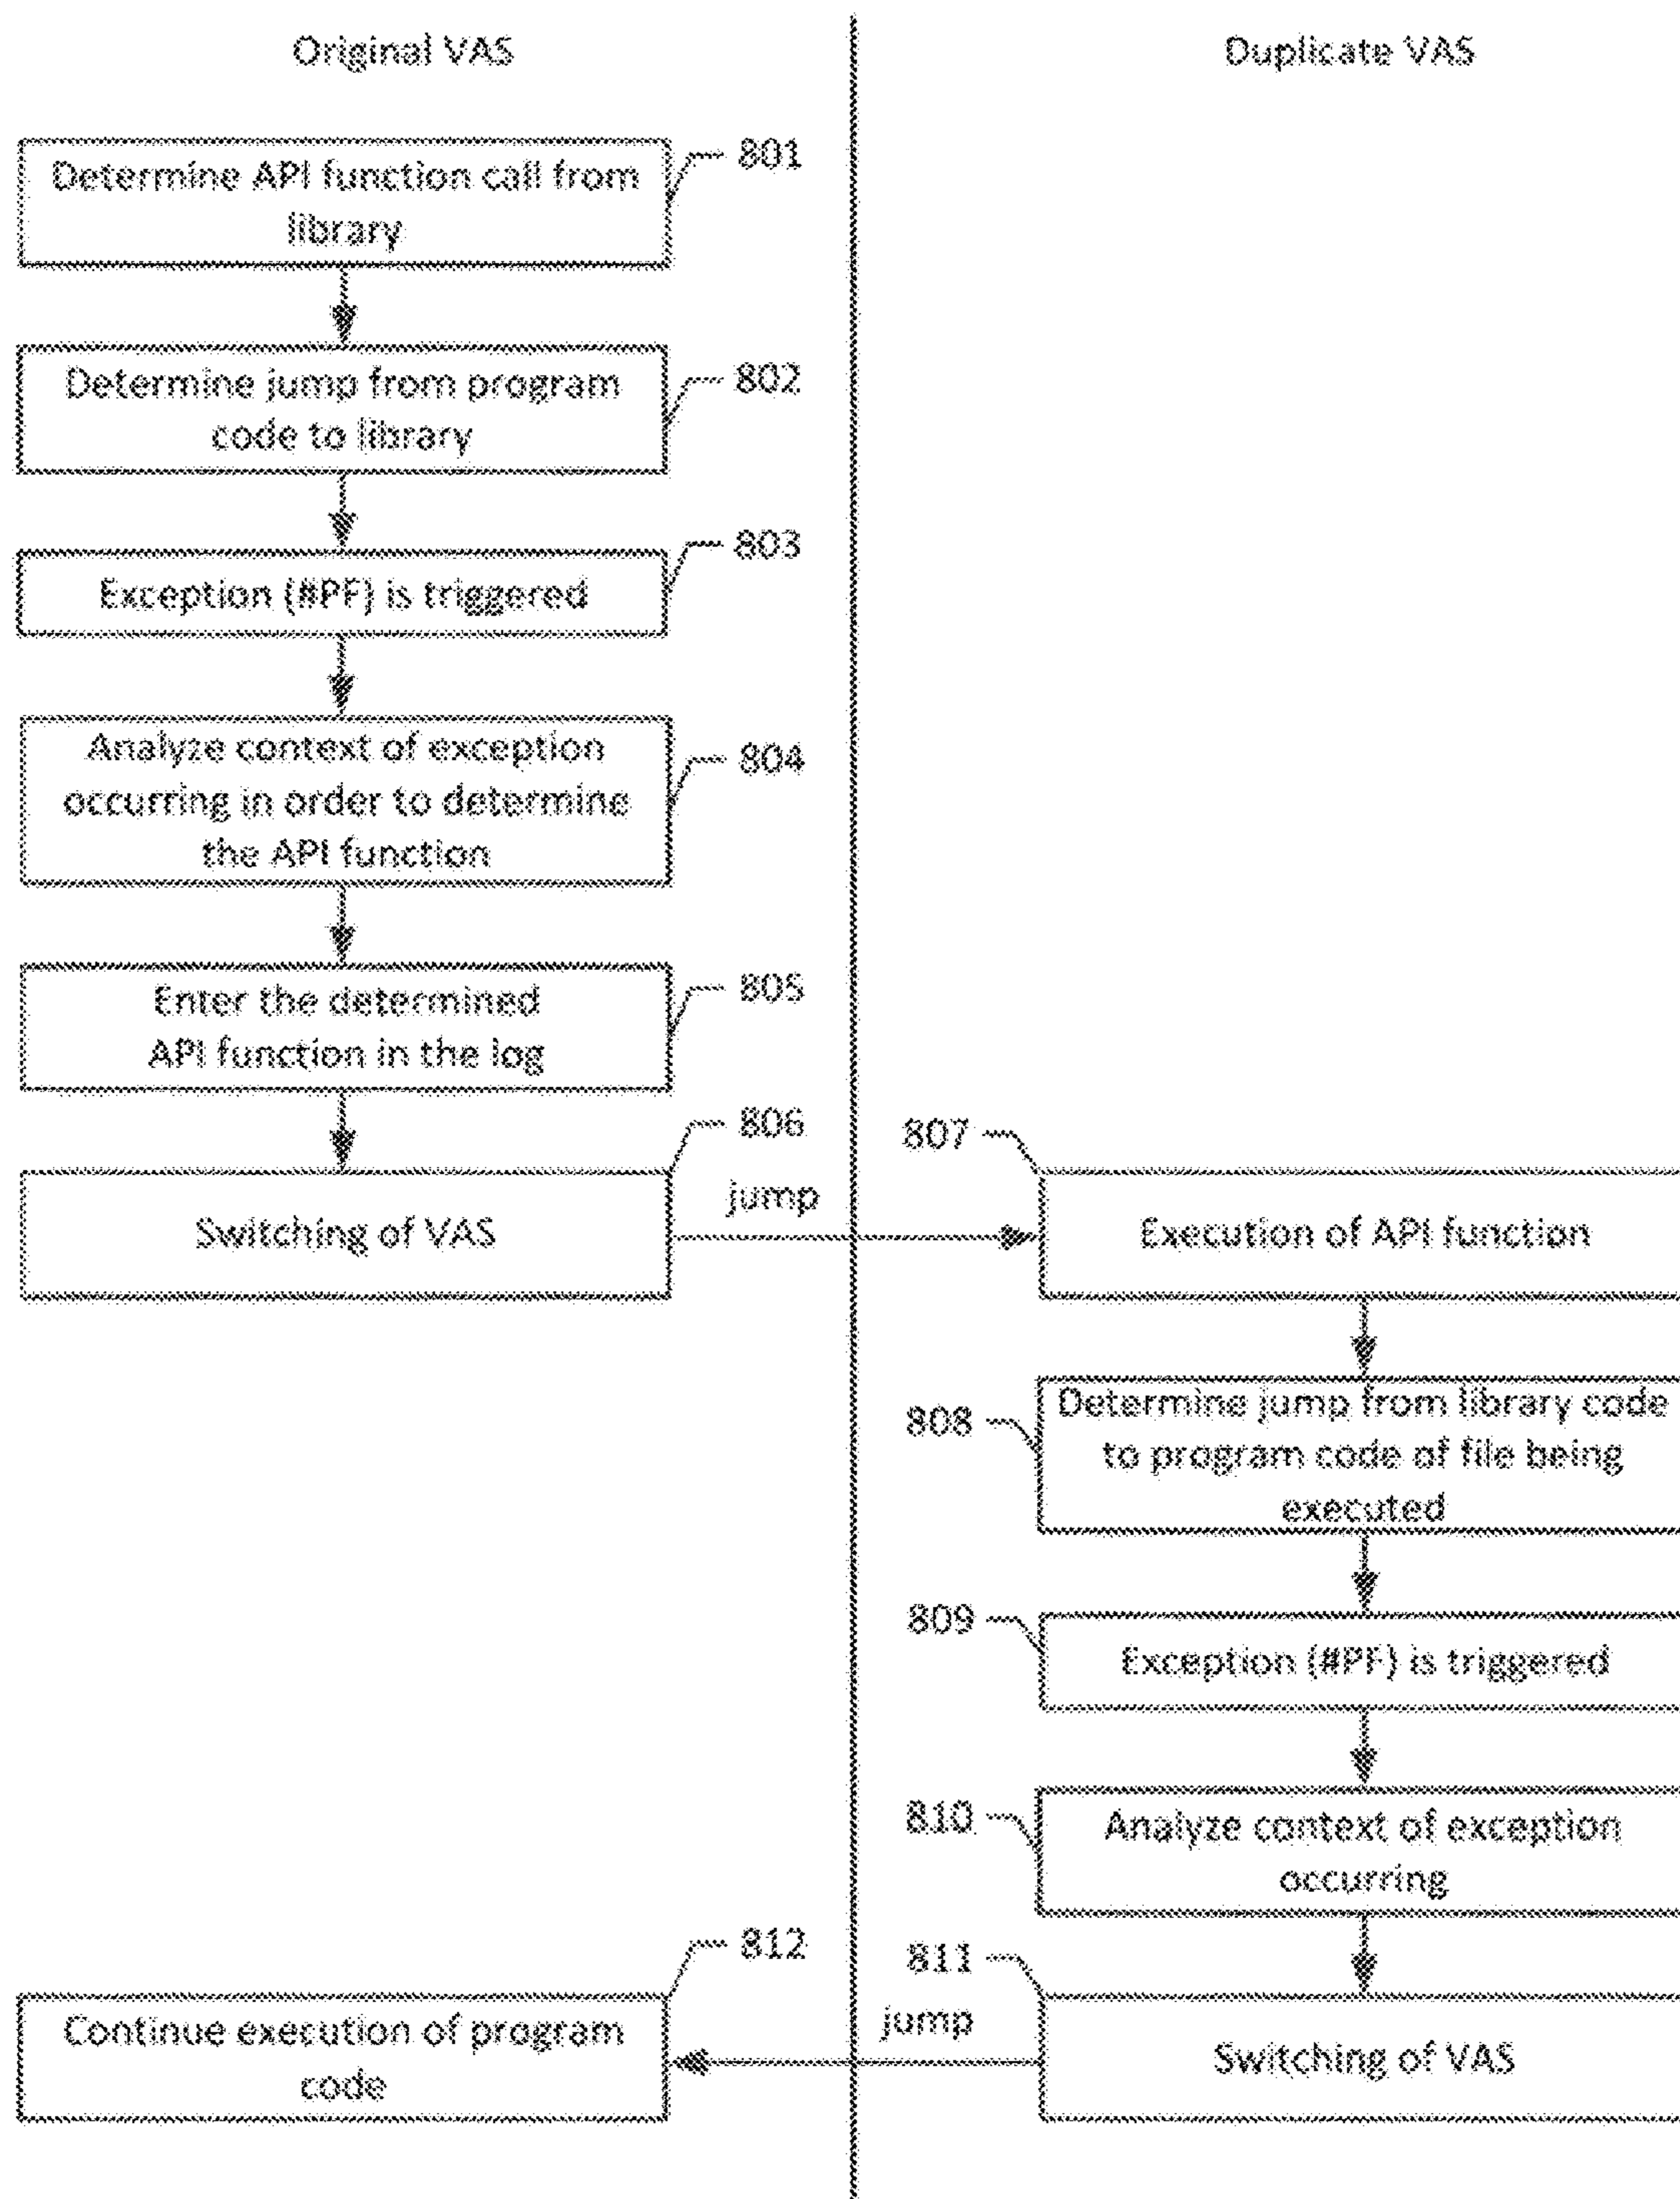 Original VAS
Duplicate VAS
801
Determine API function call from
library
802
Determine jump from program
code to library
803
Exception (#PF) is triggered
804
Analyze context of exception
occurring in order to determine
the API function
805
Enter the determined
API function in the log
806
Switching of VAS
jump
807
Execution of API function
808
Determine jump from library code
to program code of file being
executed
809
Exception (#PF) is triggered
810
Analyze context of exception
occurring
811
Switching of VAS
jump
812
Continue execution of program
code